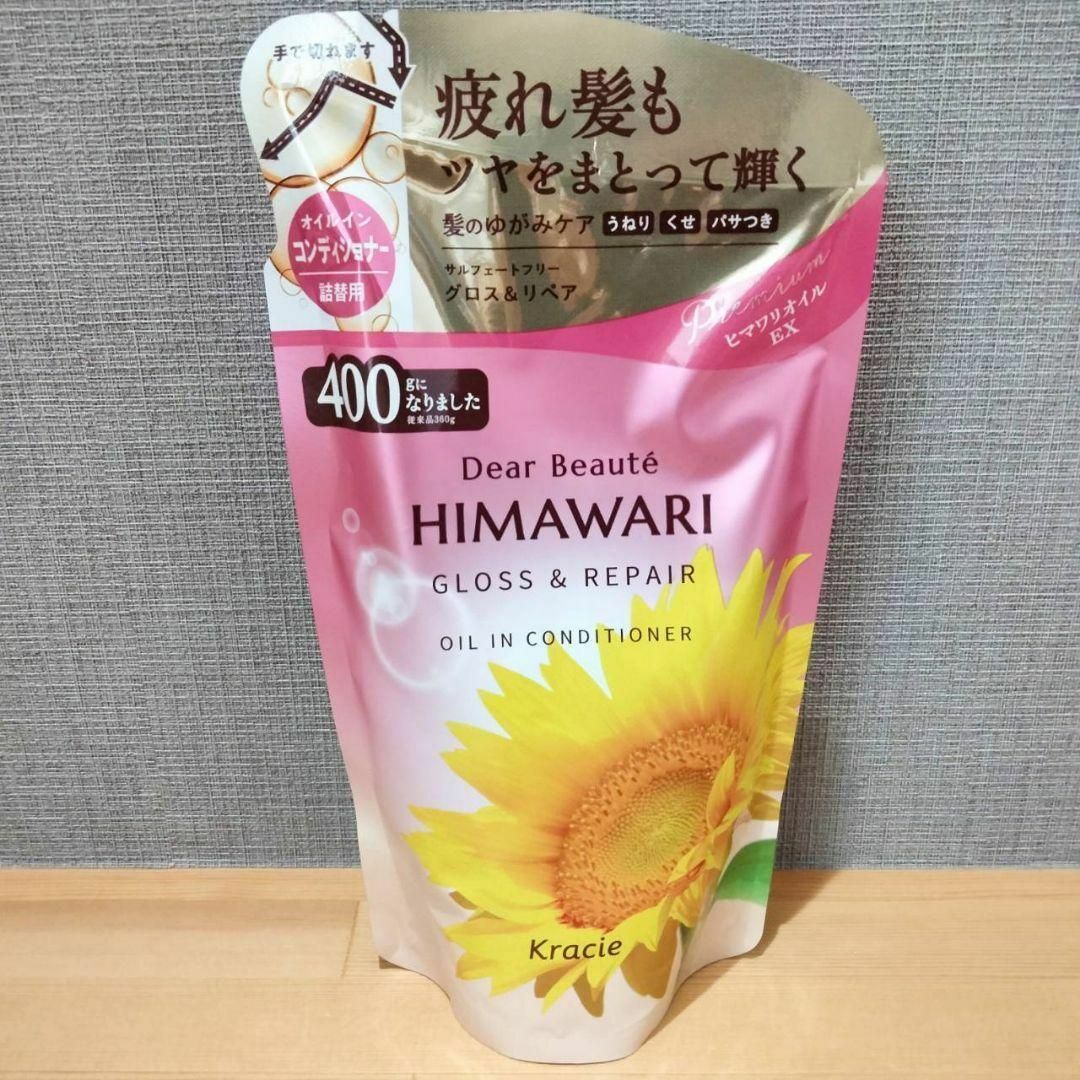 手で切れます
疲れ髪も
ツヤをまとって輝く
髪のゆがみケア うねり くせ パサつき
サルフェートフリー
グロス&リペア
オイルイン
コンディショナー
詰替用
Premium
ヒマワリオイル
EX
400gに
なりました
従来品360g
Dear Beauté
HIMAWARI
GLOSS & REPAIR
OIL IN CONDITIONER
Kracie